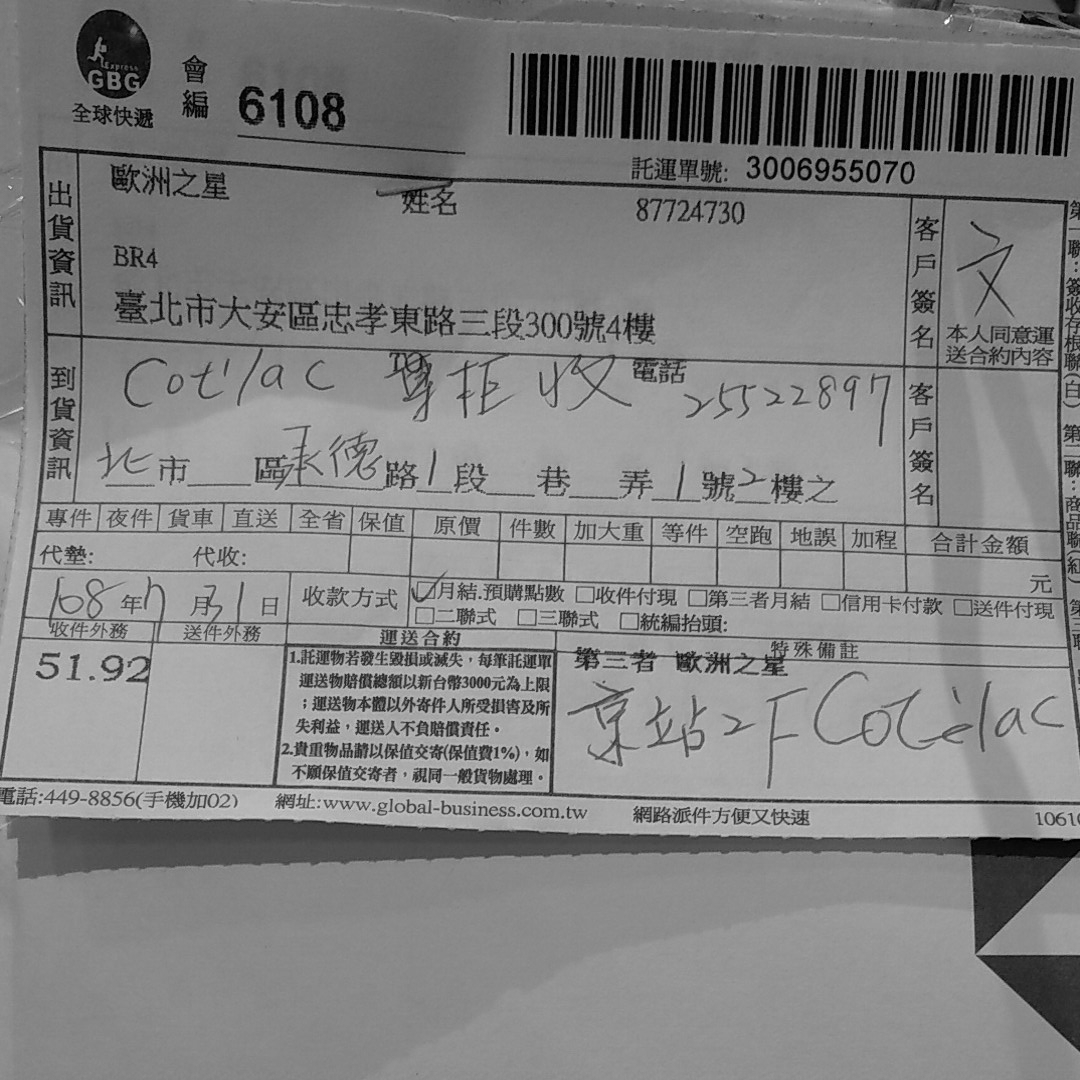 Express
GBG
全球快遞
會編 6108
託運單號: 3006955070
出貨資訊
歐洲之星 姓名 87724730
BR4
臺北市大安區忠孝東路三段300號4樓
客戶簽名
文
本人同意運
送合約內容
到貨資訊
Cotilac 專柜 收 電話 25522897
北市 區承德路1段 巷 弄1號2樓之
客戶簽名
專件 夜件 貨車 直送 全省 保值 原價 件數 加大重 等件 空跑 地誤 加程 合計金額
代墊: 代收: 元
108年7月31日 收款方式 ☑月結.預購點數 □收件付現 □第三者月結 □信用卡付款 □送件付現
□二聯式 □三聯式 □統編抬頭:
收件外務 送件外務 運送合約 特殊備註
51.92
1.託運物若發生毀損或滅失，每筆託運單
運送物賠償總額以新台幣3000元為上限
；運送物本體以外寄件人所受損害及所
失利益，運送人不負賠償責任。
2.貴重物品請以保值交寄(保值費1%)，如
不願保值交寄者，視同一般貨物處理。
第三者 歐洲之星
京站2F Cotélac
電話:449-8856(手機加02) 網址:www.global-business.com.tw 網路派件方便又快速
第一聯：簽收存根聯(白) 第二聯：商品聯(紅)